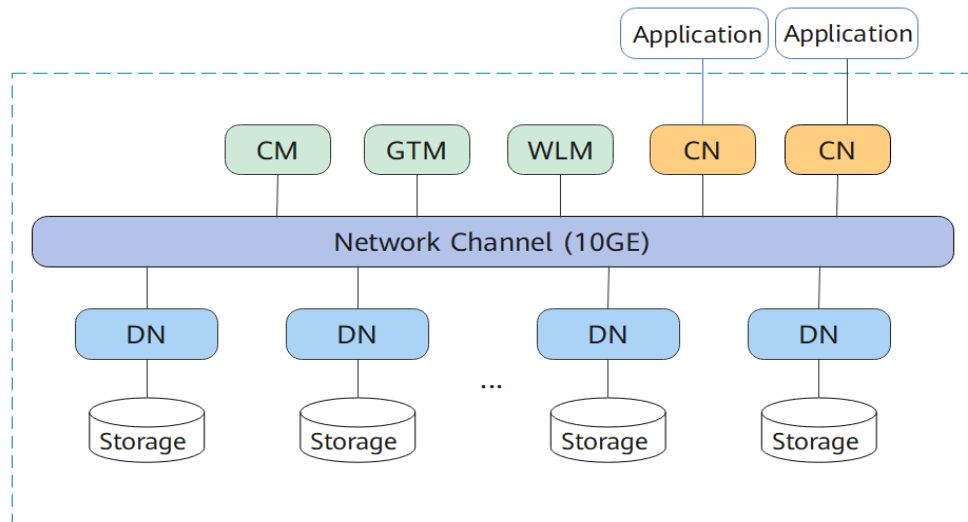 Application
Application
CM
GTM
WLM
CN
CN
Network Channel (10GE)
DN
DN
DN
DN
...
Storage
Storage
Storage
Storage